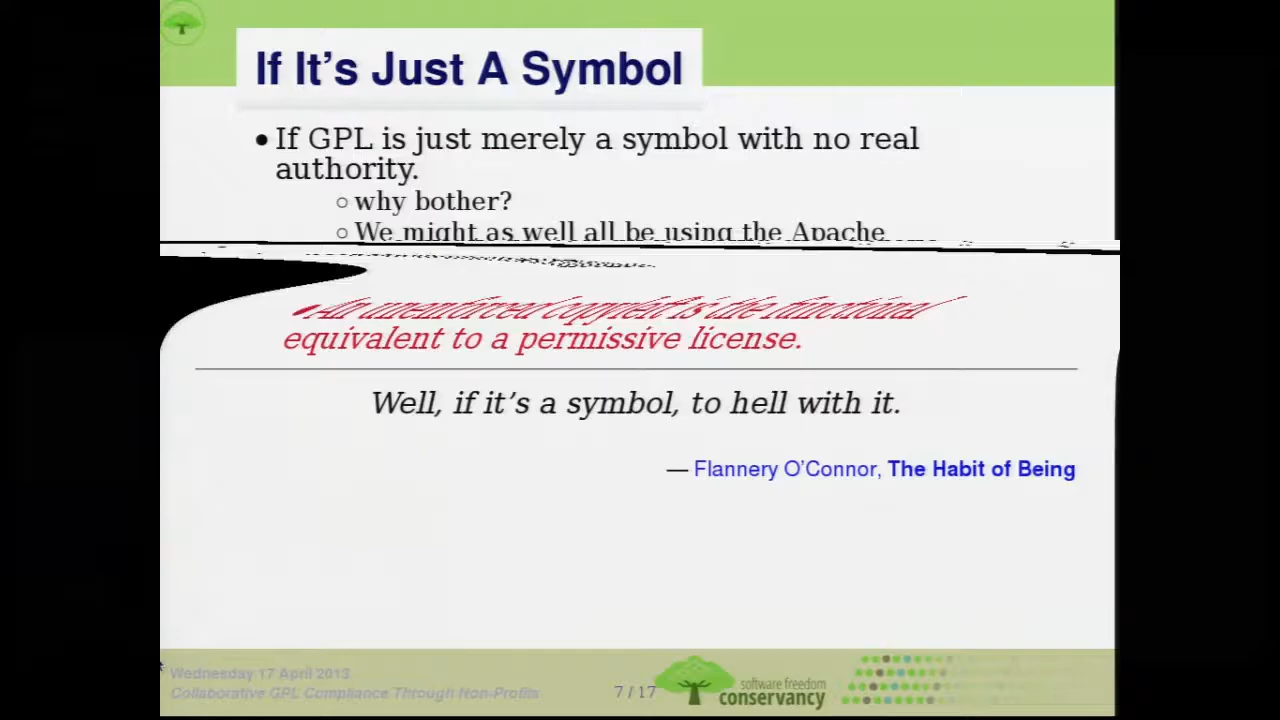 If It's Just A Symbol
• If GPL is just merely a symbol with no real
authority.
○ why bother?
○ We might as well all be using the Apache
• An unenforced copyleft is the functional
equivalent to a permissive license.
Well, if it's a symbol, to hell with it.
— Flannery O'Connor, The Habit of Being
Wednesday 17 April 2013
Collaborative GPL Compliance Through Non-Profits
7 / 17
software freedom
conservancy